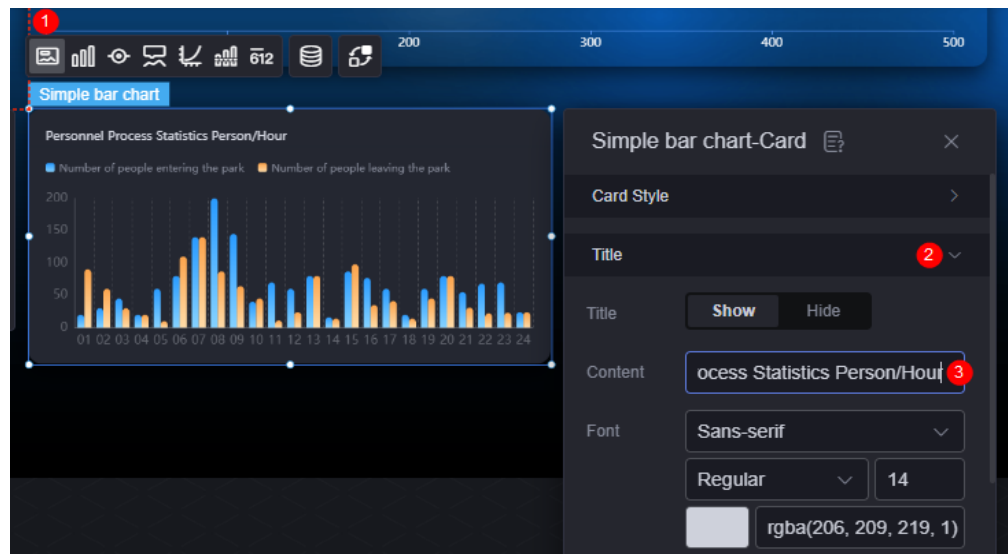 1
200 300 400 500
612
Simple bar chart
Personnel Process Statistics Person/Hour
Number of people entering the park Number of people leaving the park
200
150
100
50
0
01 02 03 04 05 06 07 08 09 10 11 12 13 14 15 16 17 18 19 20 21 22 23 24
Simple bar chart-Card
Card Style
Title 2
Title Show Hide
Content ocess Statistics Person/Hour 3
Font Sans-serif
Regular 14
rgba(206, 209, 219, 1)